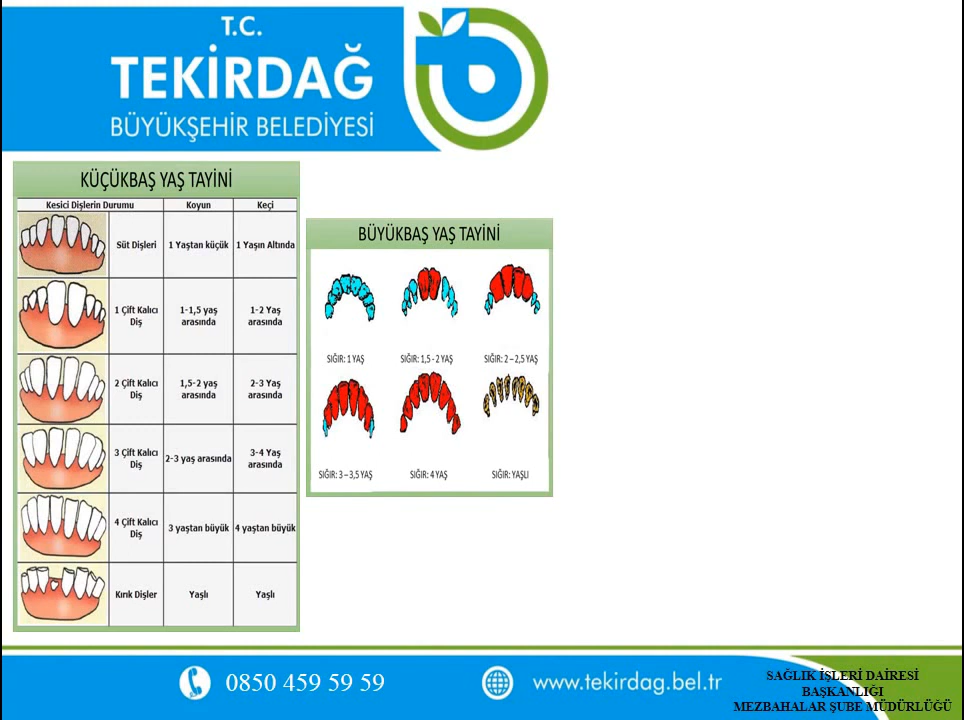 T.C.
TEKİRDAĞ
BÜYÜKŞEHİR BELEDİYESİ
KÜÇÜKBAŞ YAŞ TAYİNİ
Kesici Dişlerin Durumu Koyun Keçi
Süt Dişleri 1 Yaştan küçük 1 Yaşın Altında
1 Çift Kalıcı Diş 1-1,5 yaş arasında 1-2 Yaş arasında
2 Çift Kalıcı Diş 1,5-2 yaş arasında 2-3 Yaş arasında
3 Çift Kalıcı Diş 2-3 yaş arasında 3-4 Yaş arasında
4 Çift Kalıcı Diş 3 yaştan büyük 4 yaştan büyük
Kırık Dişler Yaşlı Yaşlı
BÜYÜKBAŞ YAŞ TAYİNİ
SIĞIR: 1 YAŞ SIĞIR: 1,5 - 2 YAŞ SIĞIR: 2 – 2,5 YAŞ
SIĞIR: 3 – 3,5 YAŞ SIĞIR: 4 YAŞ SIĞIR: YAŞLI
0850 459 59 59
www.tekirdag.bel.tr
SAĞLIK İŞLERİ DAİRESİ
BAŞKANLIĞI
MEZBAHALAR ŞUBE MÜDÜRLÜĞÜ